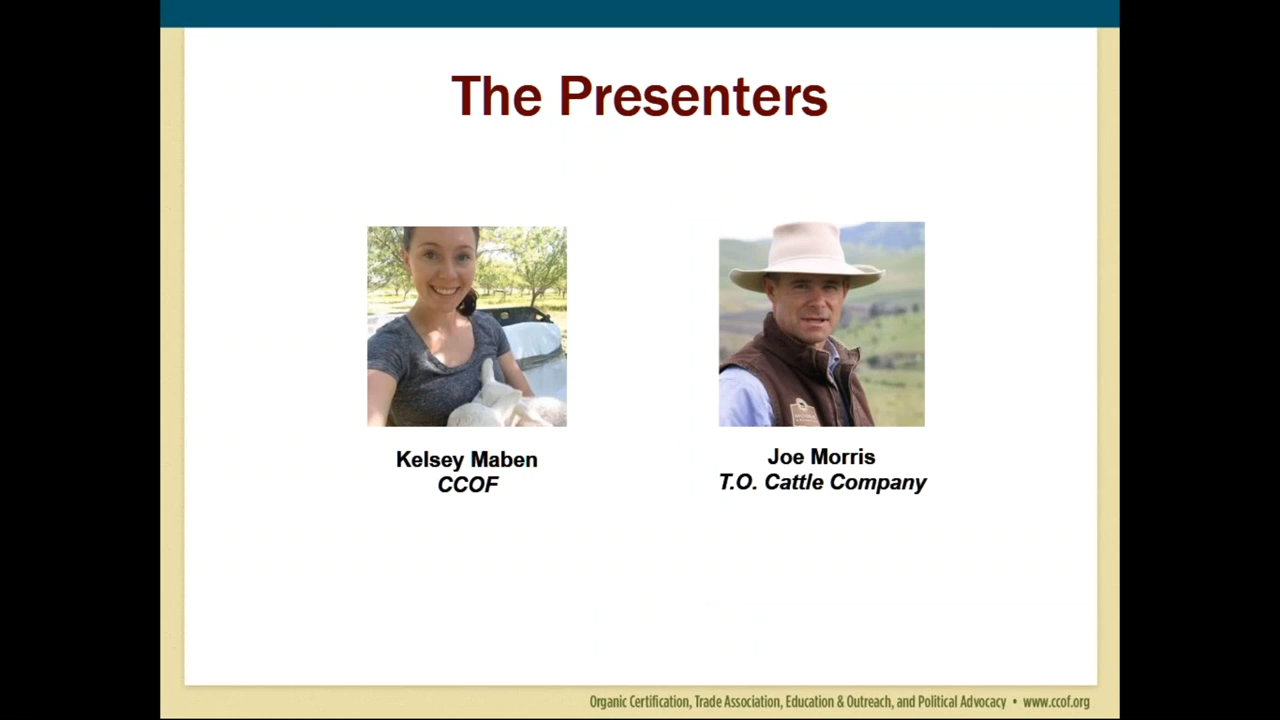 The Presenters
Kelsey Maben
CCOF
Joe Morris
T.O. Cattle Company
Organic Certification, Trade Association, Education & Outreach, and Political Advocacy • www.ccof.org